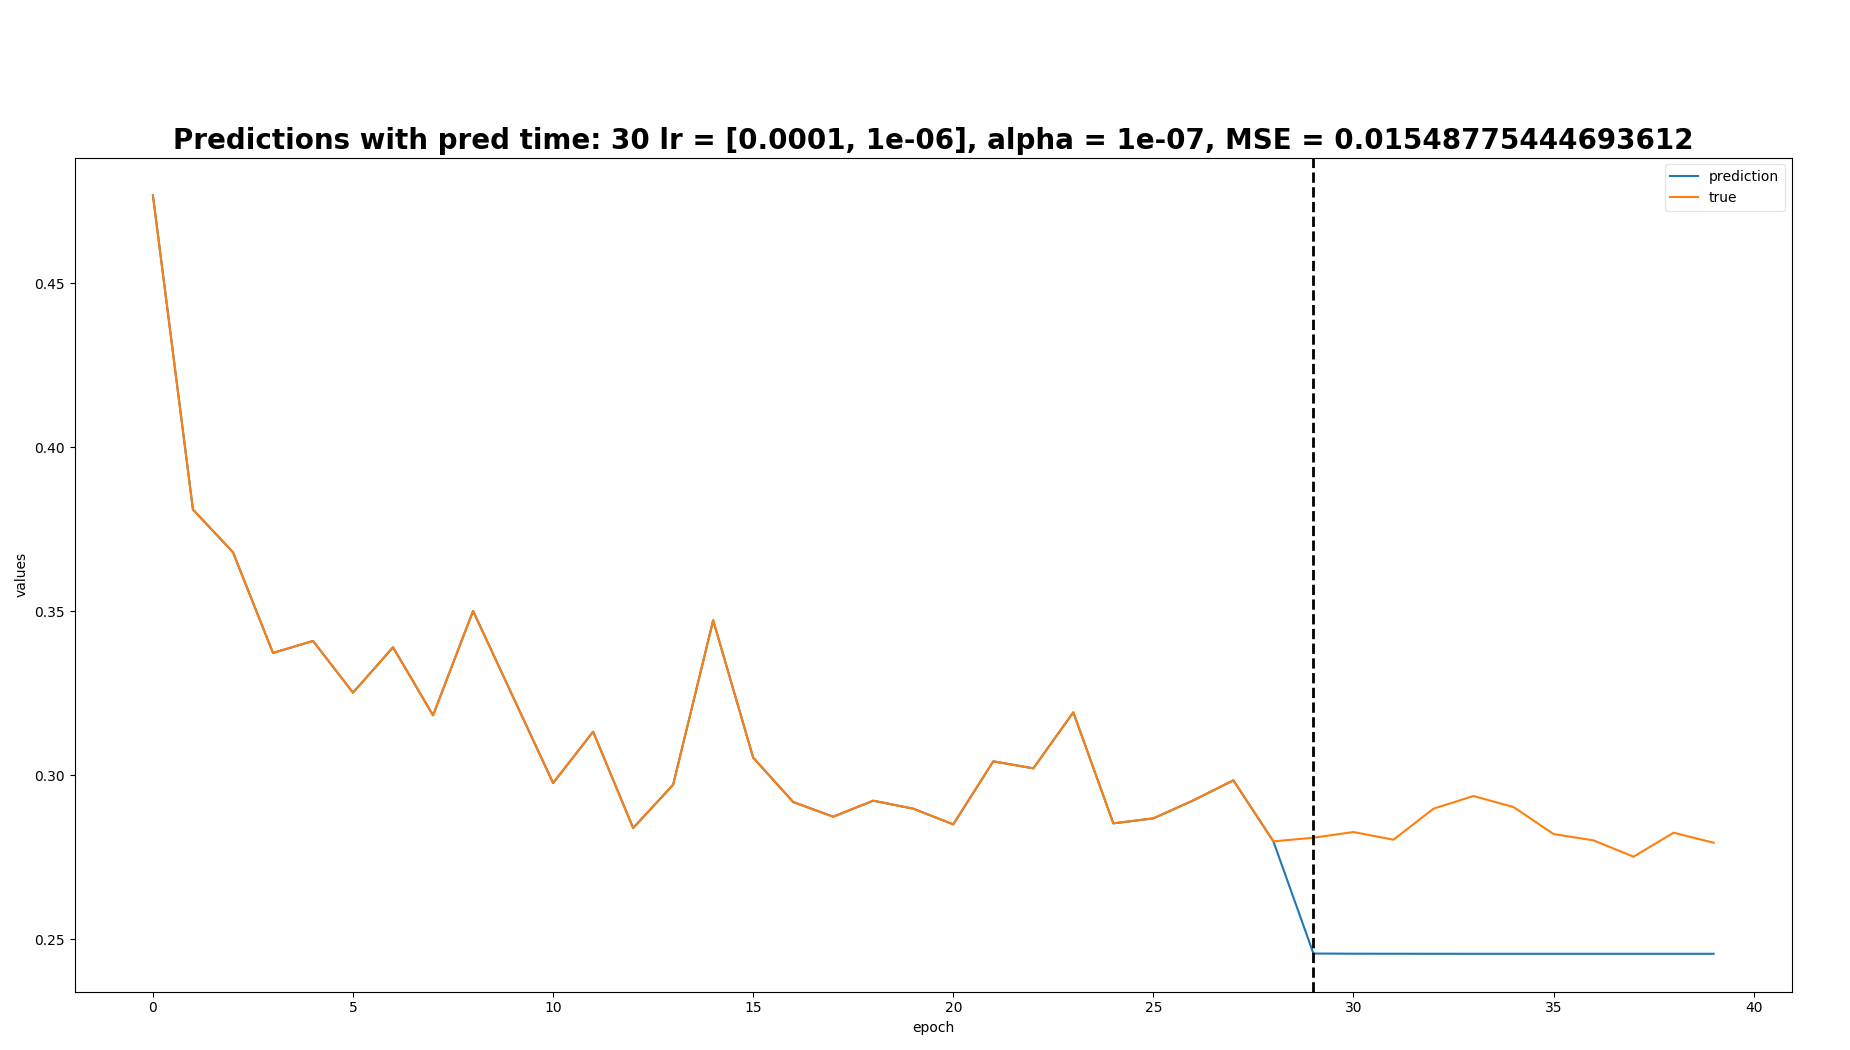 Predictions with pred time: 30 lr = [0.0001, 1e-06], alpha = 1e-07, MSE = 0.01548775444693612
prediction
true
0.45
0.40
0.35
0.30
0.25
values
0 5 10 15 20 25 30 35 40
epoch